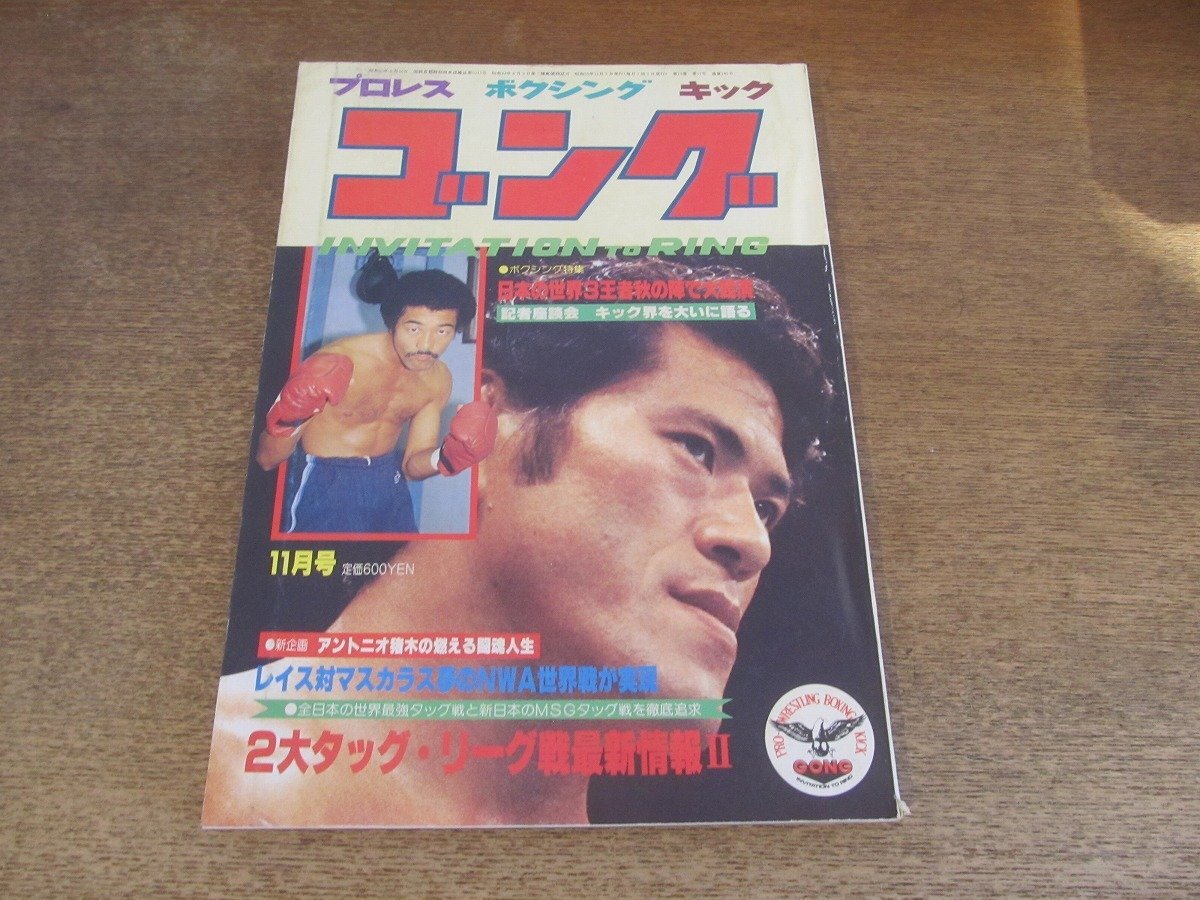 プロレス ボクシング キック
ゴング
INVITATION TO RING
●ボクシング特集
日本の世界3王者秋の陣で大
記者座談会 キック界を大いに語る
11月号 定価600YEN
●新企画 アントニオ猪木の燃える闘魂人生
レイス対マスカラス夢のNWA世界戦が実現
●全日本の世界最強タッグ戦と新日本のMSGタッグ戦を徹底追求
2大タッグ・リーグ戦最新情報II
PRO-WRESTLING BOXING KICK
GONG
INVITATION TO RING